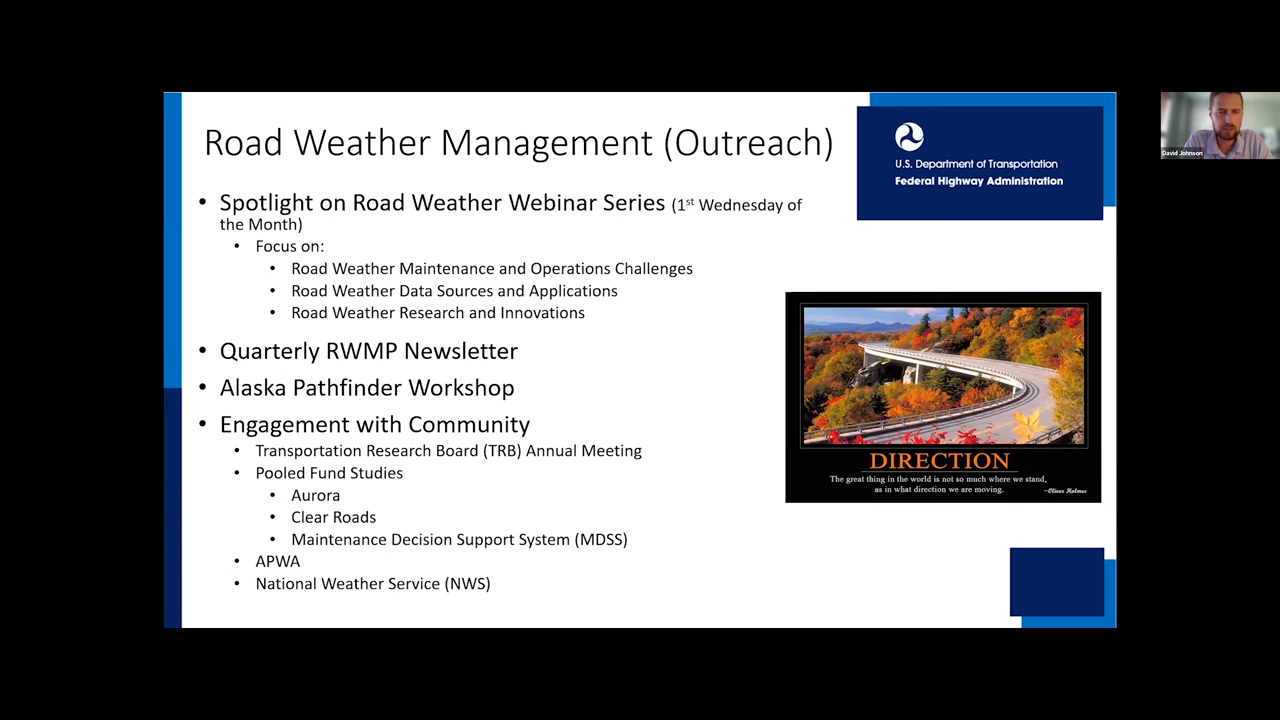 Road Weather Management (Outreach)
U.S. Department of Transportation
Federal Highway Administration
David Johnson
• Spotlight on Road Weather Webinar Series (1st Wednesday of
the Month)
• Focus on:
• Road Weather Maintenance and Operations Challenges
• Road Weather Data Sources and Applications
• Road Weather Research and Innovations
• Quarterly RWMP Newsletter
• Alaska Pathfinder Workshop
• Engagement with Community
• Transportation Research Board (TRB) Annual Meeting
• Pooled Fund Studies
• Aurora
• Clear Roads
• Maintenance Decision Support System (MDSS)
• APWA
• National Weather Service (NWS)
DIRECTION
The great thing in the world is not so much where we stand,
as in what direction we are moving.
~Oliver Holmes